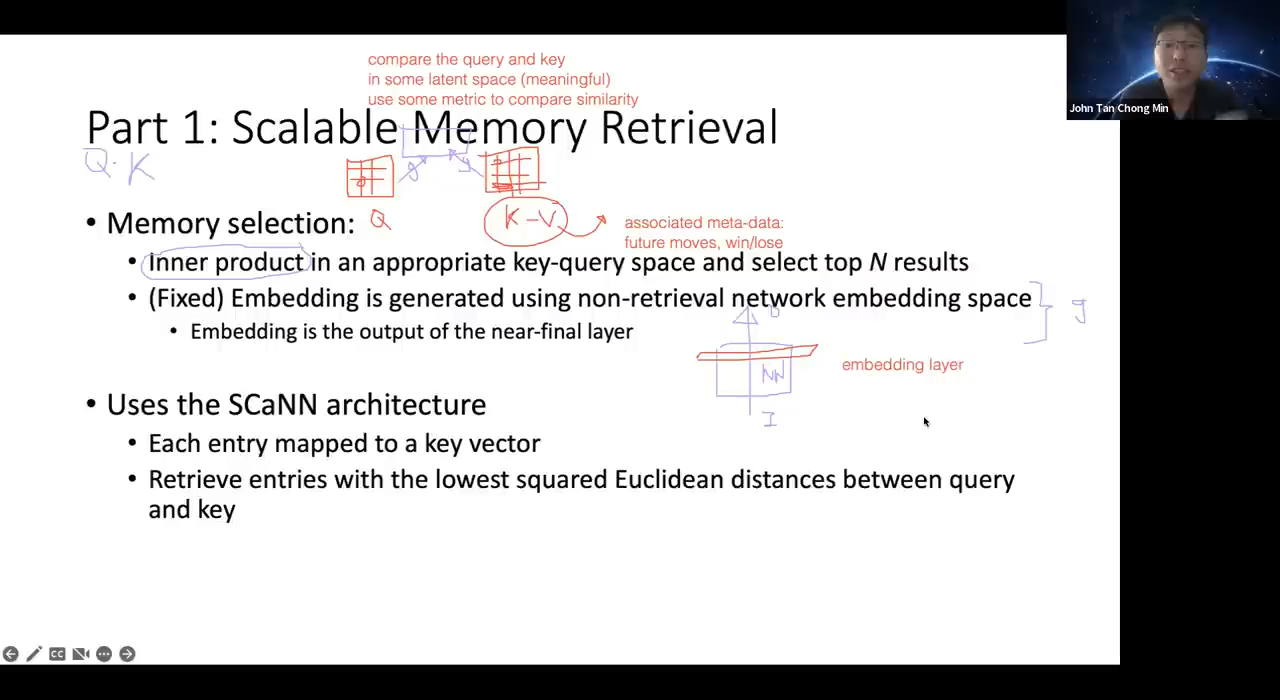 compare the query and key
in some latent space (meaningful)
use some metric to compare similarity
John Tan Chong Min
Part 1: Scalable Memory Retrieval
Q · K
g
g
• Memory selection:
Q
K - V
associated meta-data:
future moves, win/lose
• Inner product in an appropriate key-query space and select top N results
• (Fixed) Embedding is generated using non-retrieval network embedding space
g
• Embedding is the output of the near-final layer
NN
embedding layer
I
• Uses the SCaNN architecture
• Each entry mapped to a key vector
• Retrieve entries with the lowest squared Euclidean distances between query
and key
CC